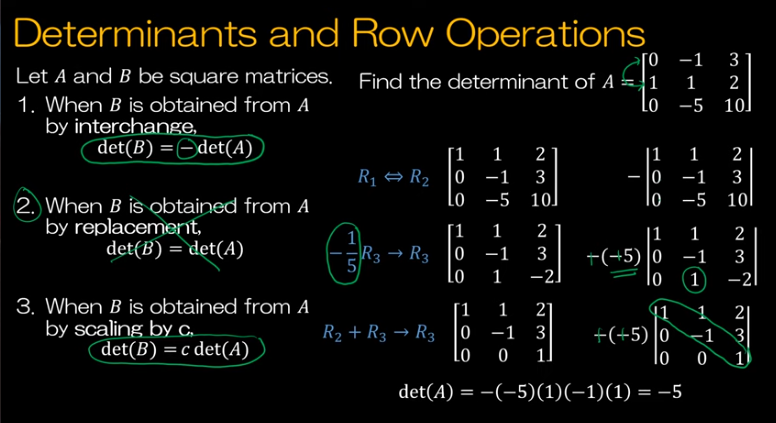 Determinants and Row Operations
Let A and B be square matrices.
1. When B is obtained from A
by interchange,
det(B) = −det(A)
2. When B is obtained from A
by replacement,
det(B) = det(A)
3. When B is obtained from A
by scaling by c,
det(B) = c det(A)
Find the determinant of A = [0 −1 3
1 1 2
0 −5 10]
R₁ ⇔ R₂ [1 1 2
0 −1 3
0 −5 10]
− |1 1 2
0 −1 3
0 −5 10|
−1/5 R₃ → R₃ [1 1 2
0 −1 3
0 1 −2]
−(−5) |1 1 2
0 −1 3
0 1 −2|
R₂ + R₃ → R₃ [1 1 2
0 −1 3
0 0 1]
−(−5) |1 1 2
0 −1 3
0 0 1|
det(A) = −(−5)(1)(−1)(1) = −5